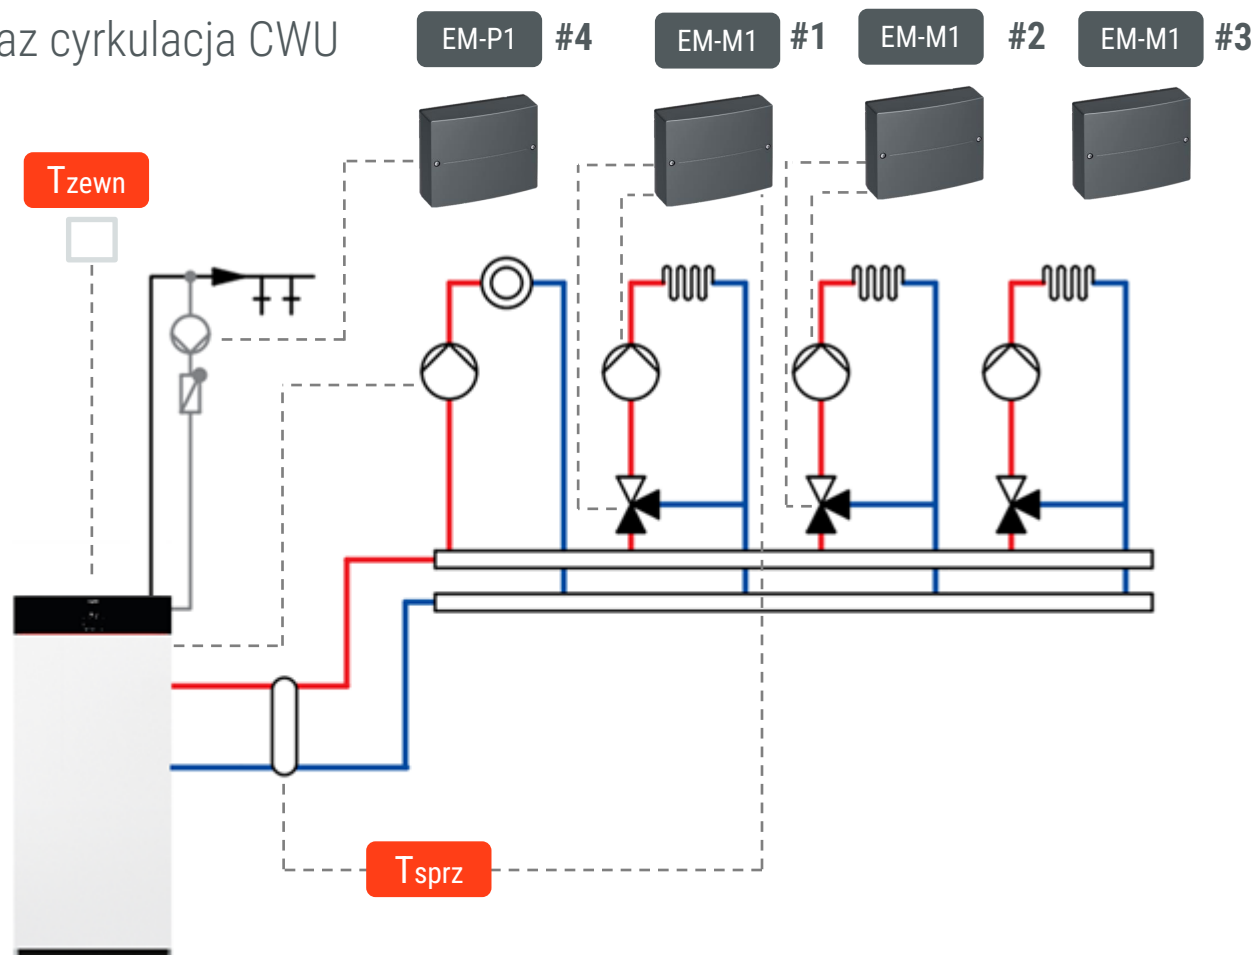 az cyrkulacja CWU
EM-P1 #4
EM-M1 #1
EM-M1 #2
EM-M1 #3
Tzewn
Tsprz